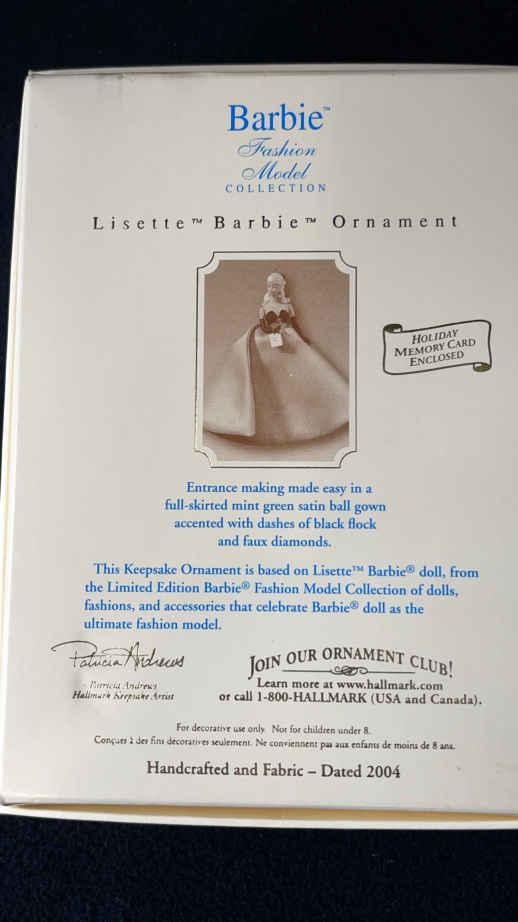 Barbie™
Fashion
Model
COLLECTION
Lisette™ Barbie™ Ornament
HOLIDAY
MEMORY CARD
ENCLOSED
Entrance making made easy in a
full-skirted mint green satin ball gown
accented with dashes of black flock
and faux diamonds.
This Keepsake Ornament is based on Lisette™ Barbie® doll, from
the Limited Edition Barbie® Fashion Model Collection of dolls,
fashions, and accessories that celebrate Barbie® doll as the
ultimate fashion model.
Patricia Andrews
Patricia Andrews
Hallmark Keepsake Artist
JOIN OUR ORNAMENT CLUB!
Learn more at www.hallmark.com
or call 1-800-HALLMARK (USA and Canada).
For decorative use only. Not for children under 8.
Conçues à des fins décoratives seulement. Ne conviennent pas aux enfants de moins de 8 ans.
Handcrafted and Fabric – Dated 2004